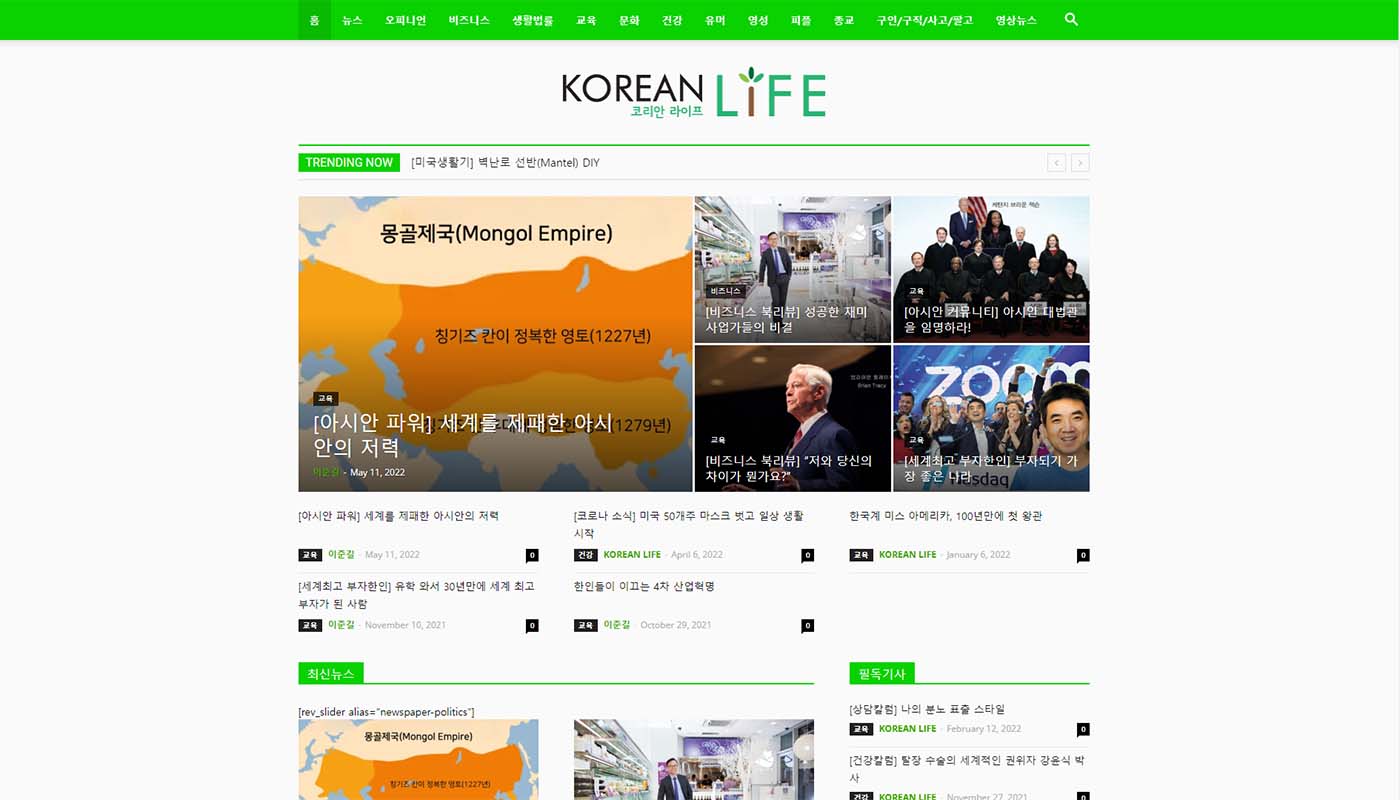 홈 뉴스 오피니언 비즈니스 생활법률 교육 문화 건강 유머 영성 피플 종교 구인/구직/사고/팔고 영상뉴스
KOREAN LiFE
코리안 라이프
TRENDING NOW [미국생활기] 벽난로 선반(Mantel) DIY
몽골제국(Mongol Empire)
칭기즈 칸이 정복한 영토(1227년)
영토(1279년)
교육
[아시안 파워] 세계를 제패한 아시
안의 저력
이준길 - May 11, 2022
비즈니스
[비즈니스 북리뷰] 성공한 재미
사업가들의 비결
케탄지 브라운 잭슨
교육
[아시안 커뮤니티] 아시안 대법관
을 임명하라!
Brian Tracy
교육
[비즈니스 북리뷰] “저와 당신의
차이가 뭔가요?”
zoom
교육
[세계최고 부자한인] 부자되기 가
장 좋은 나라
Nasdaq
[아시안 파워] 세계를 제패한 아시안의 저력
교육 이준길 - May 11, 2022 0
[코로나 소식] 미국 50개주 마스크 벗고 일상 생활
시작
건강 KOREAN LIFE - April 6, 2022 0
한국계 미스 아메리카, 100년만에 첫 왕관
교육 KOREAN LIFE - January 6, 2022 0
[세계최고 부자한인] 유학 와서 30년만에 세계 최고
부자가 된 사람
교육 이준길 - November 10, 2021 0
한인들이 이끄는 4차 산업혁명
교육 이준길 - October 29, 2021 0
최신뉴스
[rev_slider alias="newspaper-politics"]
몽골제국(Mongol Empire)
칭기즈 칸이 정복한 영토(1227년)
필독기사
[상담칼럼] 나의 분노 표출 스타일
교육 KOREAN LIFE - February 12, 2022 0
[건강칼럼] 탈장 수술의 세계적인 권위자 강윤식 박
사
건강 KOREAN LIFE - November 27, 2021 0